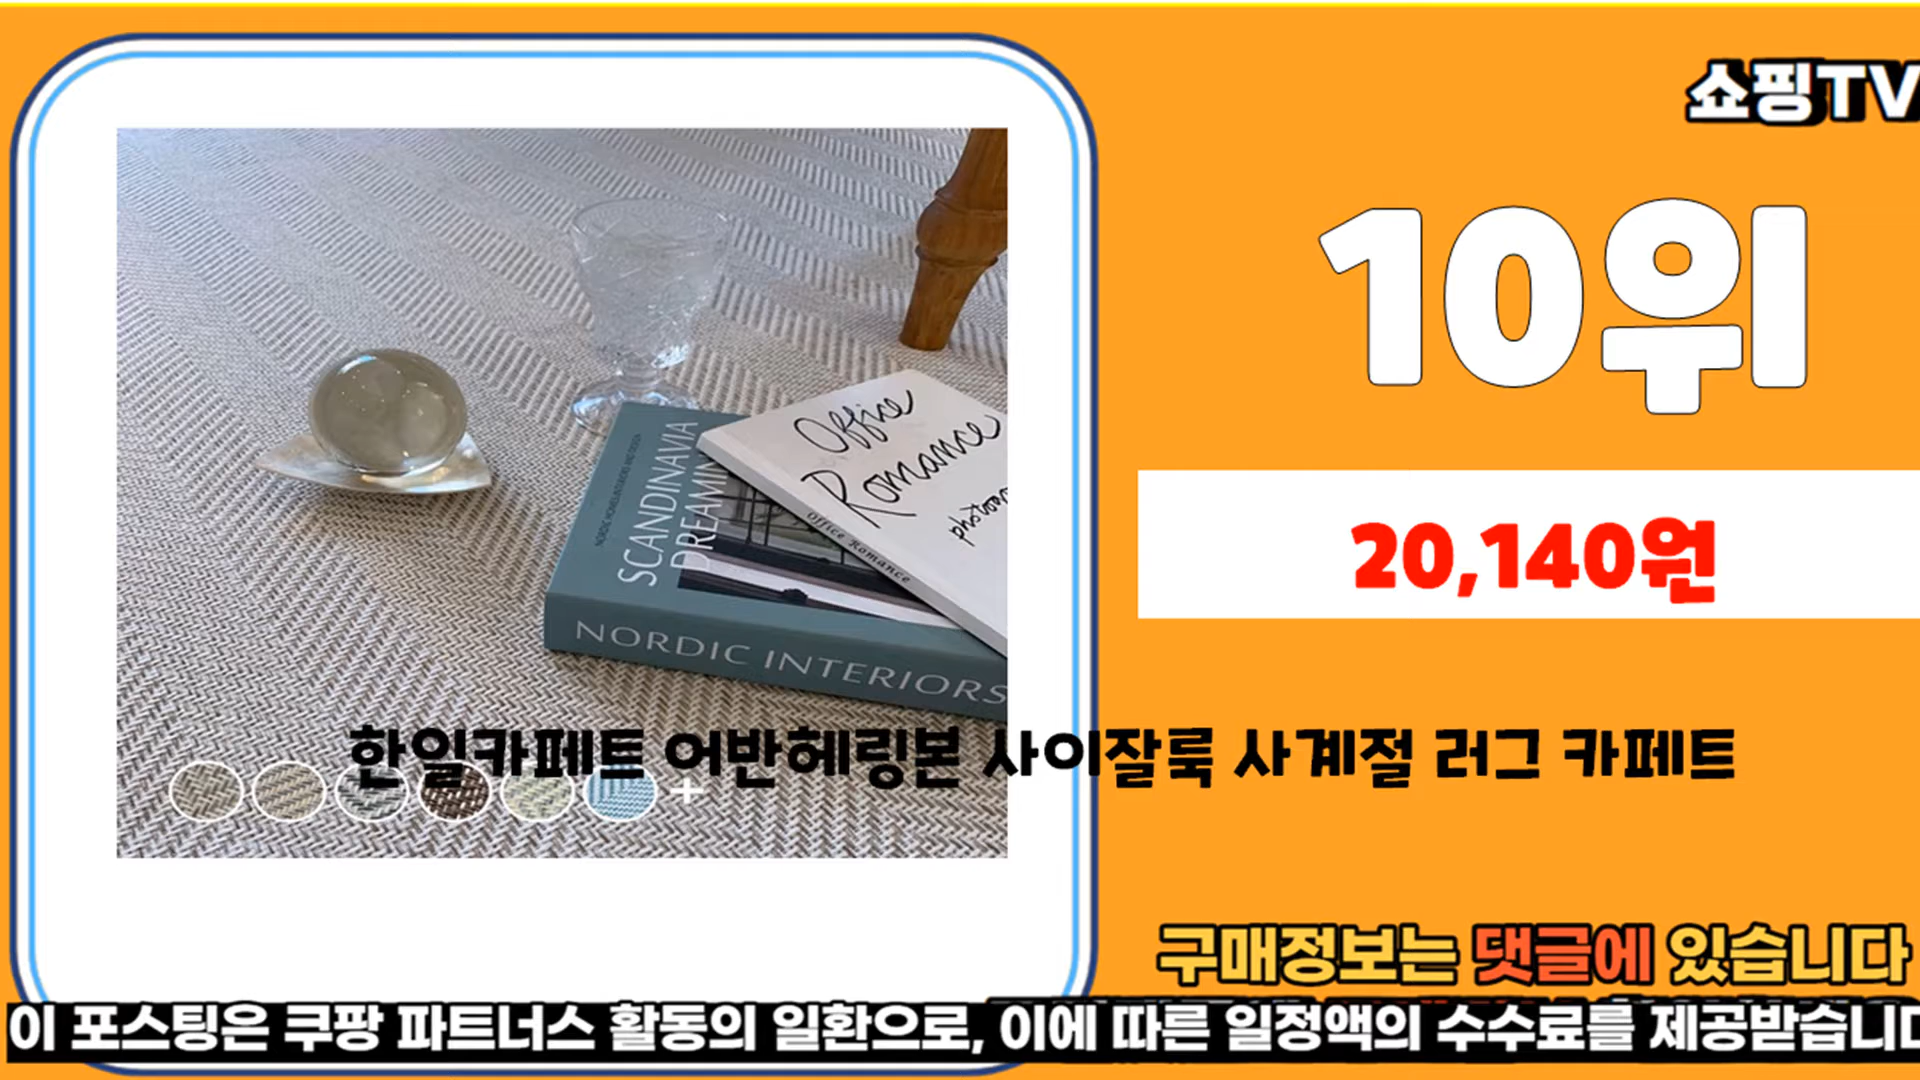 쇼핑TV
10위
20,140원
Office
Romance
photoom
Office Romance
SCANDINAVIA
DREAMIN
NORDIC INTERIORS
한일카페트 어반헤링본 사이잘룩 사계절 러그 카페트
구매정보는 댓글에 있습니다
이 포스팅은 쿠팡 파트너스 활동의 일환으로, 이에 따른 일정액의 수수료를 제공받습니다